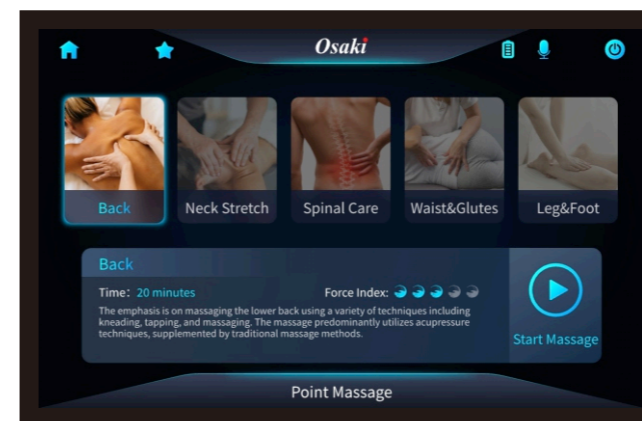 Osaki
Back
Neck Stretch
Spinal Care
Waist&Glutes
Leg&Foot
Back
Time: 20 minutes
Force Index:
The emphasis is on massaging the lower back using a variety of techniques including
kneading, tapping, and massaging. The massage predominantly utilizes acupressure
techniques, supplemented by traditional massage methods.
Start Massage
Point Massage